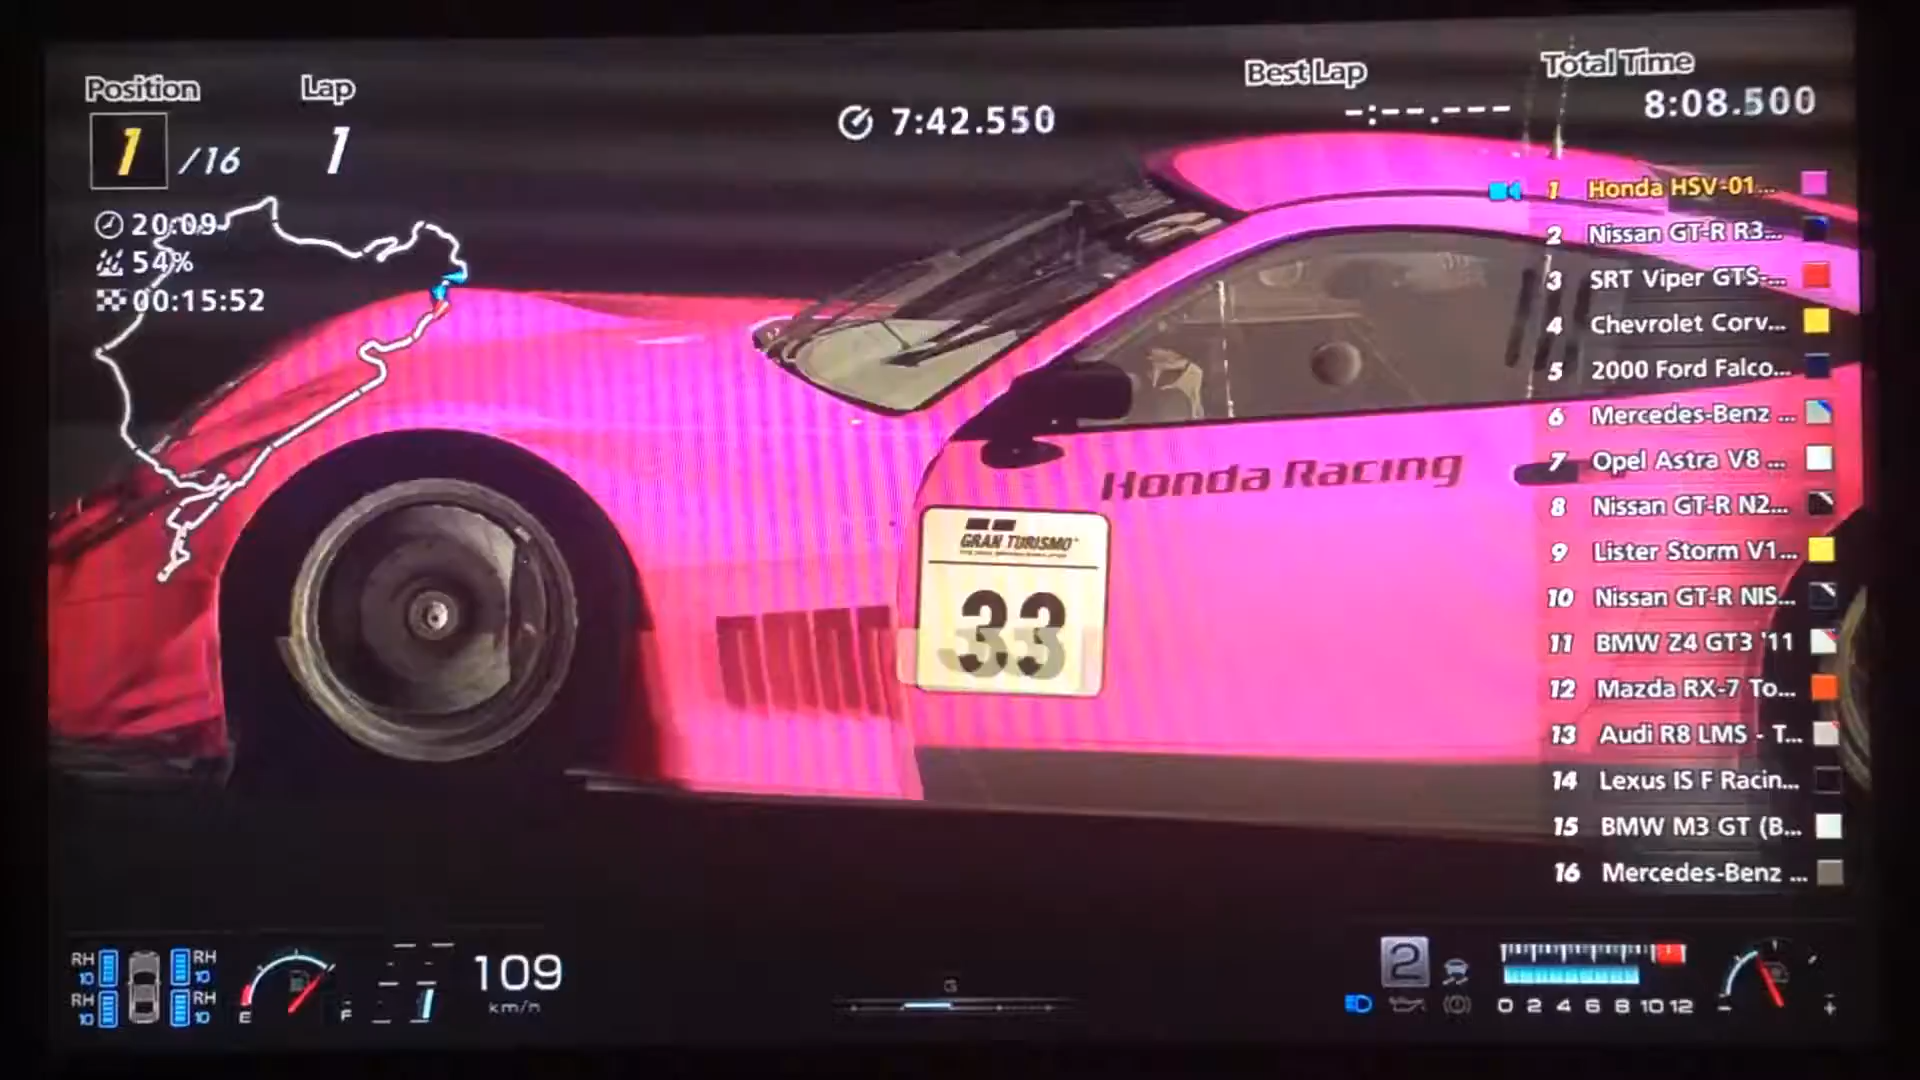 Position
Lap
Best Lap
Total Time
1 /16
1
7:42.550
-:--.---
8:08.500
20:09
54%
00:15:52
1 Honda HSV-01...
2 Nissan GT-R R3...
3 SRT Viper GTS-...
4 Chevrolet Corv...
5 2000 Ford Falco...
6 Mercedes-Benz ...
7 Opel Astra V8 ...
8 Nissan GT-R N2...
9 Lister Storm V1...
10 Nissan GT-R NIS...
11 BMW Z4 GT3 '11
12 Mazda RX-7 To...
13 Audi R8 LMS - T...
14 Lexus IS F Racin...
15 BMW M3 GT (B...
16 Mercedes-Benz ...
Honda Racing
GRAN TURISMO
33
RH
10
RH
10
RH
10
RH
10
E
F
109
km/h
G
2
0 2 4 6 8 10 12
- +